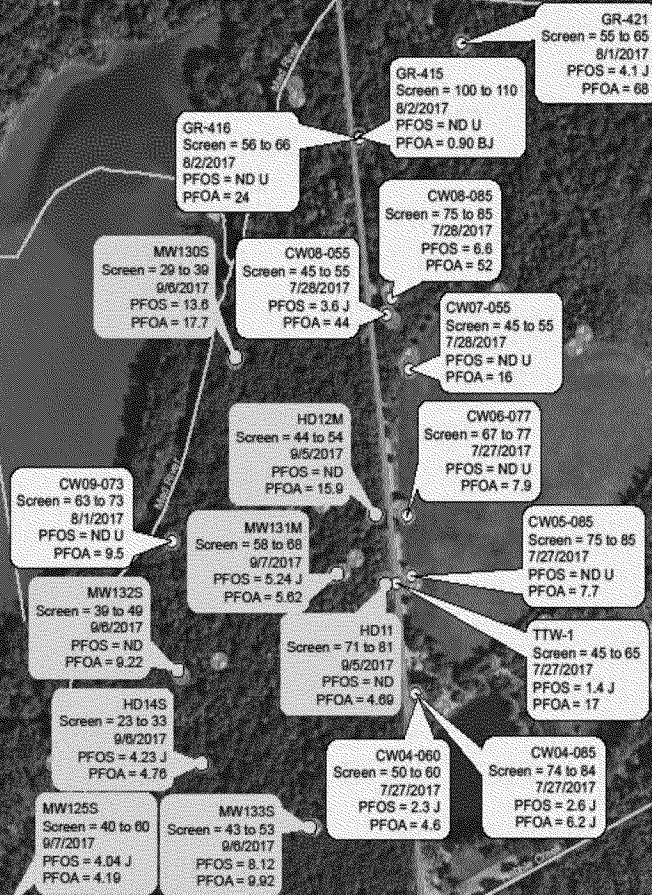 GR-421
Screen = 55 to 65
8/1/2017
PFOS = 4.1 J
PFOA = 68
GR-415
Screen = 100 to 110
8/2/2017
PFOS = ND U
PFOA = 0.90 BJ
GR-416
Screen = 56 to 66
8/2/2017
PFOS = ND U
PFOA = 24
CW08-085
Screen = 75 to 85
7/28/2017
PFOS = 6.6
PFOA = 52
MW130S
Screen = 29 to 39
9/6/2017
PFOS = 13.6
PFOA = 17.7
CW08-055
Screen = 45 to 55
7/28/2017
PFOS = 3.6 J
PFOA = 44
CW07-055
Screen = 45 to 55
7/28/2017
PFOS = ND U
PFOA = 16
HD12M
Screen = 44 to 54
9/5/2017
PFOS = ND
PFOA = 15.9
CW06-077
Screen = 67 to 77
7/27/2017
PFOS = ND U
PFOA = 7.9
CW09-073
Screen = 63 to 73
8/1/2017
PFOS = ND U
PFOA = 9.5
MW131M
Screen = 58 to 68
9/7/2017
PFOS = 5.24 J
PFOA = 5.62
CW05-085
Screen = 75 to 85
7/27/2017
PFOS = ND U
PFOA = 7.7
MW132S
Screen = 39 to 49
9/6/2017
PFOS = ND
PFOA = 9.22
HD11
Screen = 71 to 81
9/5/2017
PFOS = ND
PFOA = 4.69
TTW-1
Screen = 45 to 65
7/27/2017
PFOS = 1.4 J
PFOA = 17
HD14S
Screen = 23 to 33
9/6/2017
PFOS = 4.23 J
PFOA = 4.76
CW04-060
Screen = 50 to 60
7/27/2017
PFOS = 2.3 J
PFOA = 4.6
CW04-085
Screen = 74 to 84
7/27/2017
PFOS = 2.6 J
PFOA = 6.2 J
MW125S
Screen = 40 to 60
9/7/2017
PFOS = 4.04 J
PFOA = 4.19
MW133S
Screen = 43 to 53
9/6/2017
PFOS = 8.12
PFOA = 9.92